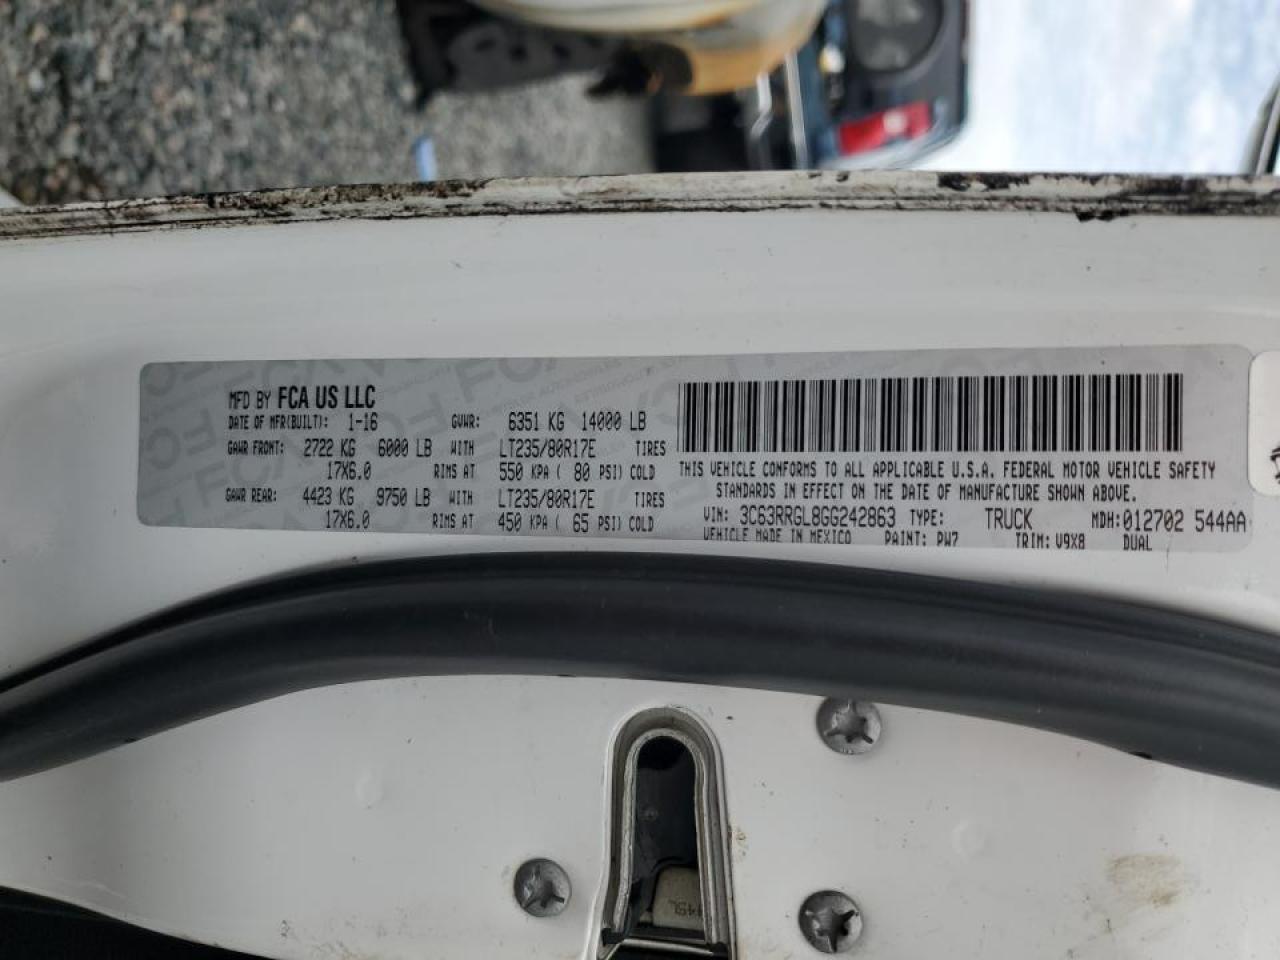 MFD BY FCA US LLC
DATE OF MFR(BUILT): 1-16 GVWR: 6351 KG 14000 LB
GAWR FRONT: 2722 KG 6000 LB WITH LT235/80R17E TIRES
17X6.0 RIMS AT 550 KPA ( 80 PSI) COLD
GAWR REAR: 4423 KG 9750 LB WITH LT235/80R17E TIRES
17X6.0 RIMS AT 450 KPA ( 65 PSI) COLD
THIS VEHICLE CONFORMS TO ALL APPLICABLE U.S.A. FEDERAL MOTOR VEHICLE SAFETY
STANDARDS IN EFFECT ON THE DATE OF MANUFACTURE SHOWN ABOVE.
VIN: 3C63RRGL8GG242863 TYPE: TRUCK MDH:012702 544AA
VEHICLE MADE IN MEXICO PAINT: PW7 TRIM: V9X8 DUAL